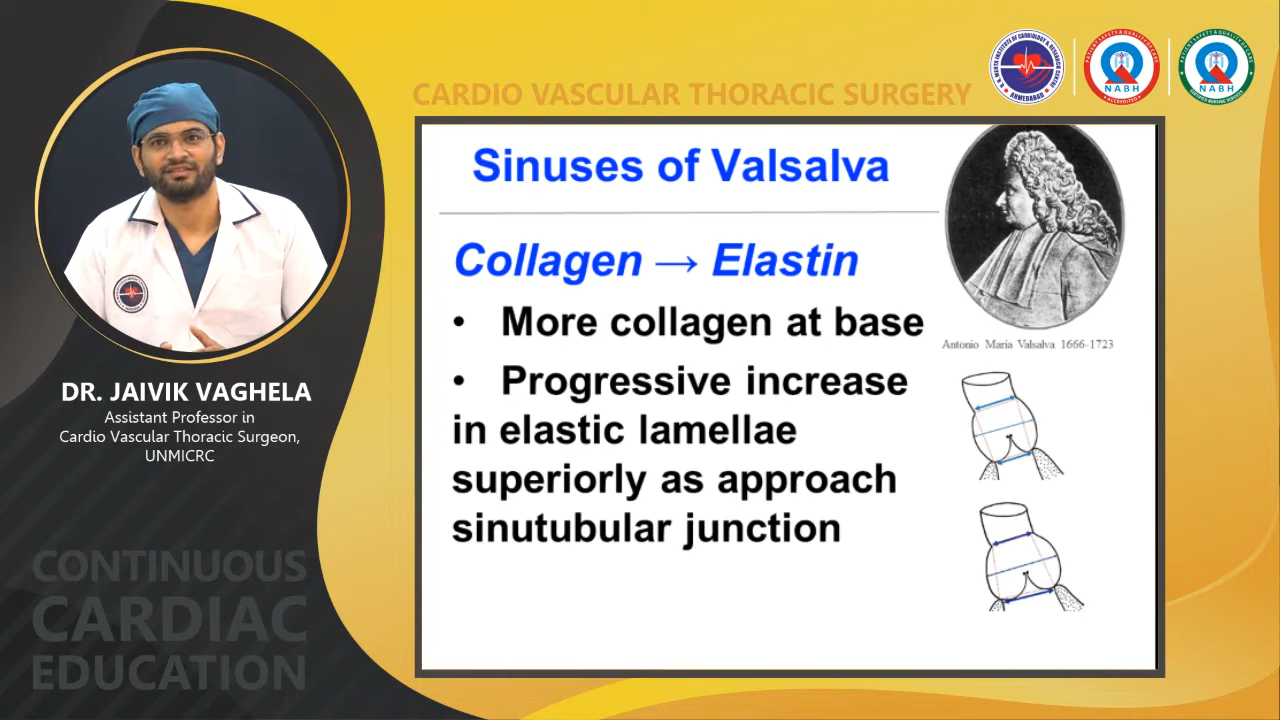 CARDIO VASCULAR THORACIC SURGERY
NABH
NABH
Sinuses of Valsalva
Collagen → Elastin
• More collagen at base
• Progressive increase
in elastic lamellae
superiorly as approach
sinutubular junction
Antonio Maria Valsalva 1666-1723
DR. JAIVIK VAGHELA
Assistant Professor in
Cardio Vascular Thoracic Surgeon,
UNMICRC
CONTINUOUS
CARDIAC
EDUCATION